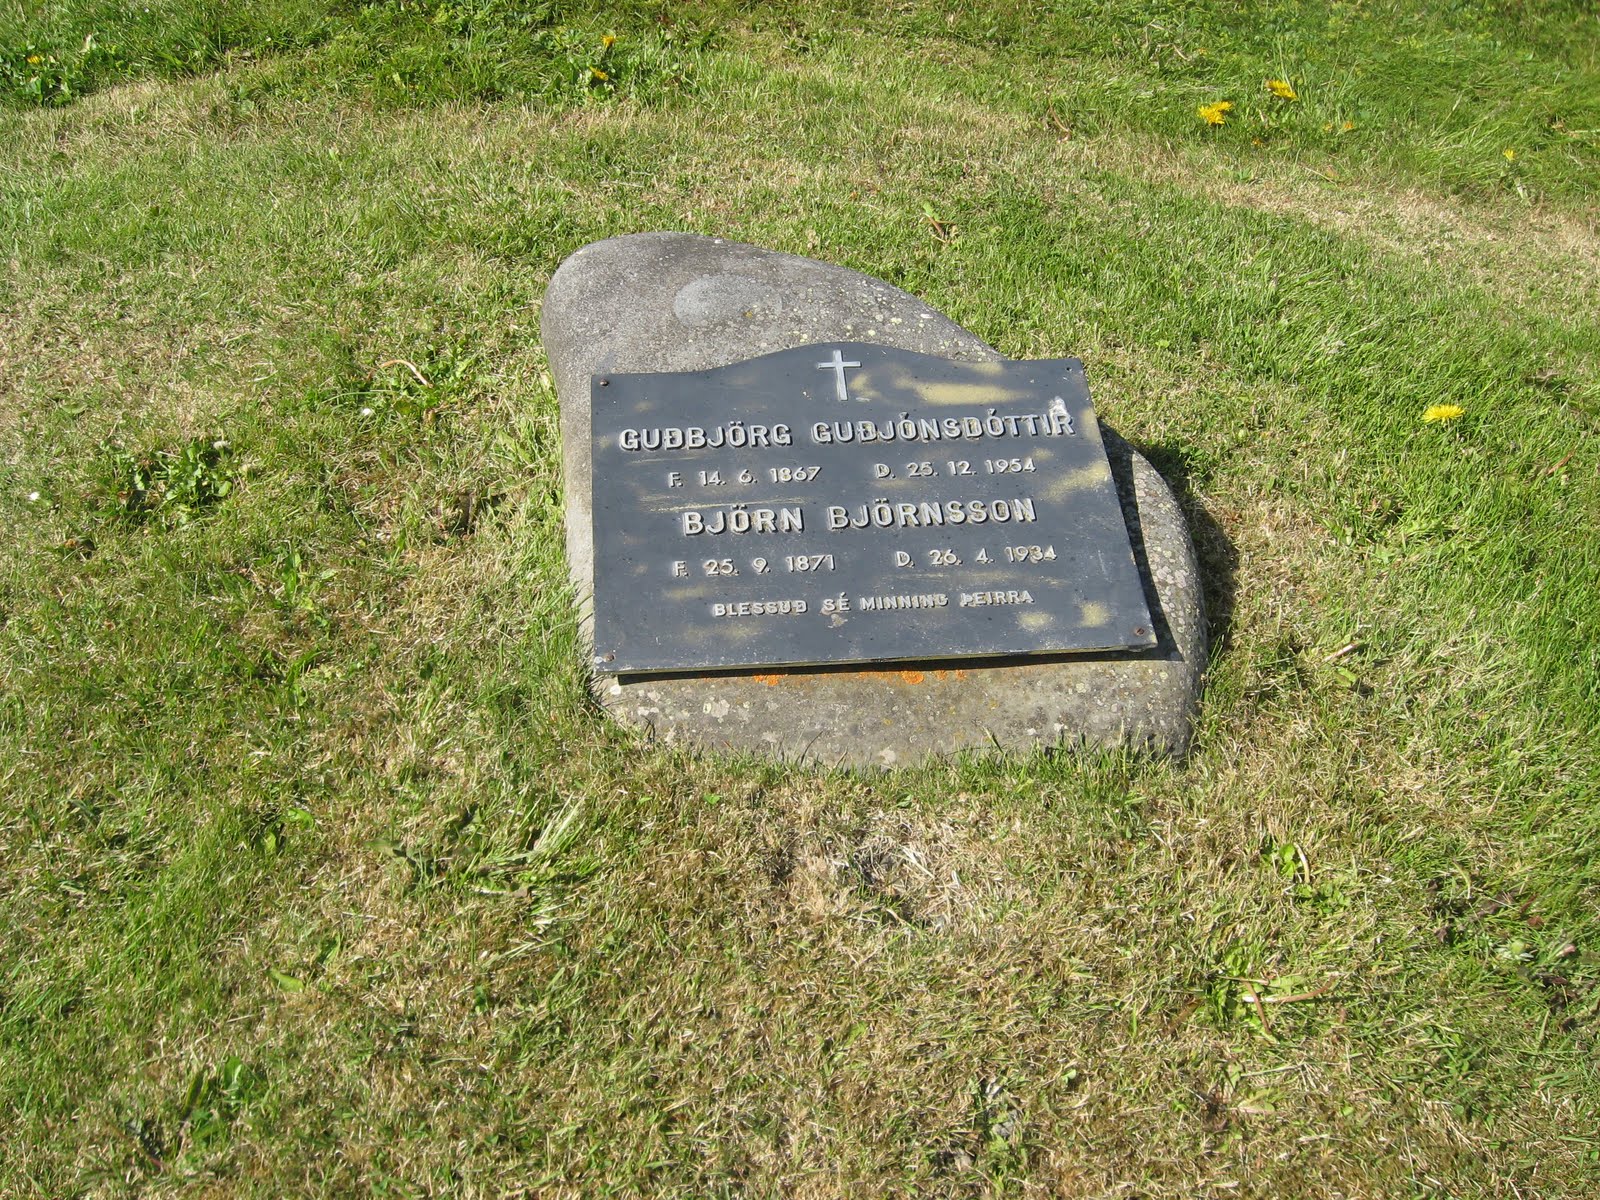 GUÐBJÖRG GUÐJÓNSDÓTTIR
F. 14. 6. 1867 D. 25. 12. 1954
BJÖRN BJÖRNSSON
F. 25. 9. 1871 D. 26. 4. 1934
BLESSUÐ SÉ MINNING ÞEIRRA